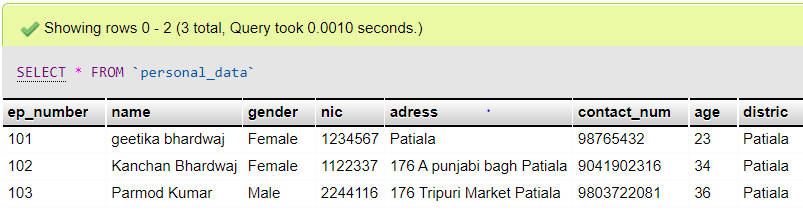 Showing rows 0 - 2 (3 total, Query took 0.0010 seconds.)
SELECT * FROM `personal_data`
ep_number name gender nic adress contact_num age distric
101 geetika bhardwaj Female 1234567 Patiala 98765432 23 Patiala
102 Kanchan Bhardwaj Female 1122337 176 A punjabi bagh Patiala 9041902316 34 Patiala
103 Parmod Kumar Male 2244116 176 Tripuri Market Patiala 9803722081 36 Patiala